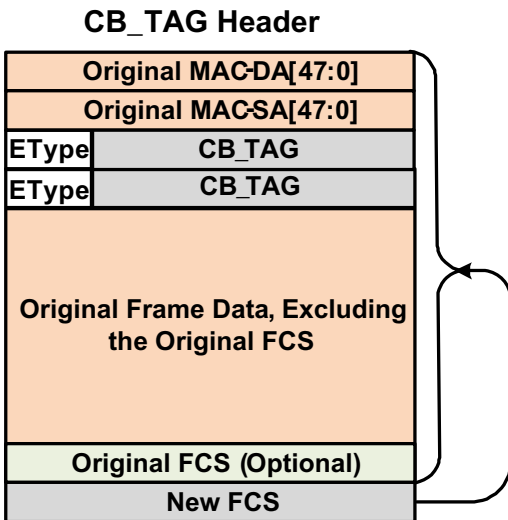 CB_TAG Header
Original MAC-DA[47:0]
Original MAC-SA[47:0]
EType CB_TAG
EType CB_TAG
Original Frame Data, Excluding
the Original FCS
Original FCS (Optional)
New FCS